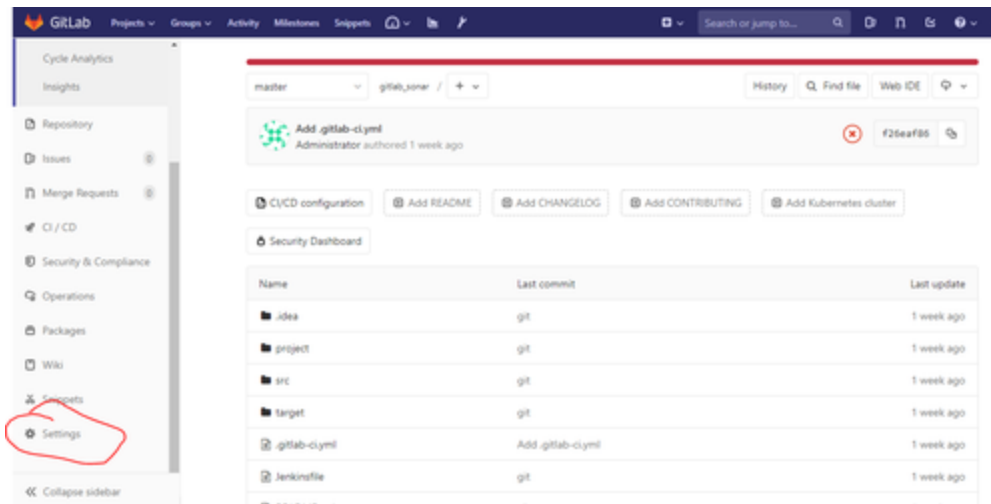 GitLab Projects Groups Activity Milestones Snippets Search or jump to...
Cycle Analytics
Insights
Repository
Issues 0
Merge Requests 0
CI / CD
Security & Compliance
Operations
Packages
Wiki
Snippets
Settings
Collapse sidebar
master gitlab_sonar / + History Find file Web IDE
Add .gitlab-ci.yml
Administrator authored 1 week ago
f26eaf86
CI/CD configuration Add README Add CHANGELOG Add CONTRIBUTING Add Kubernetes cluster
Security Dashboard
Name Last commit Last update
.idea git 1 week ago
project git 1 week ago
src git 1 week ago
target git 1 week ago
.gitlab-ci.yml Add .gitlab-ci.yml 1 week ago
Jenkinsfile git 1 week ago